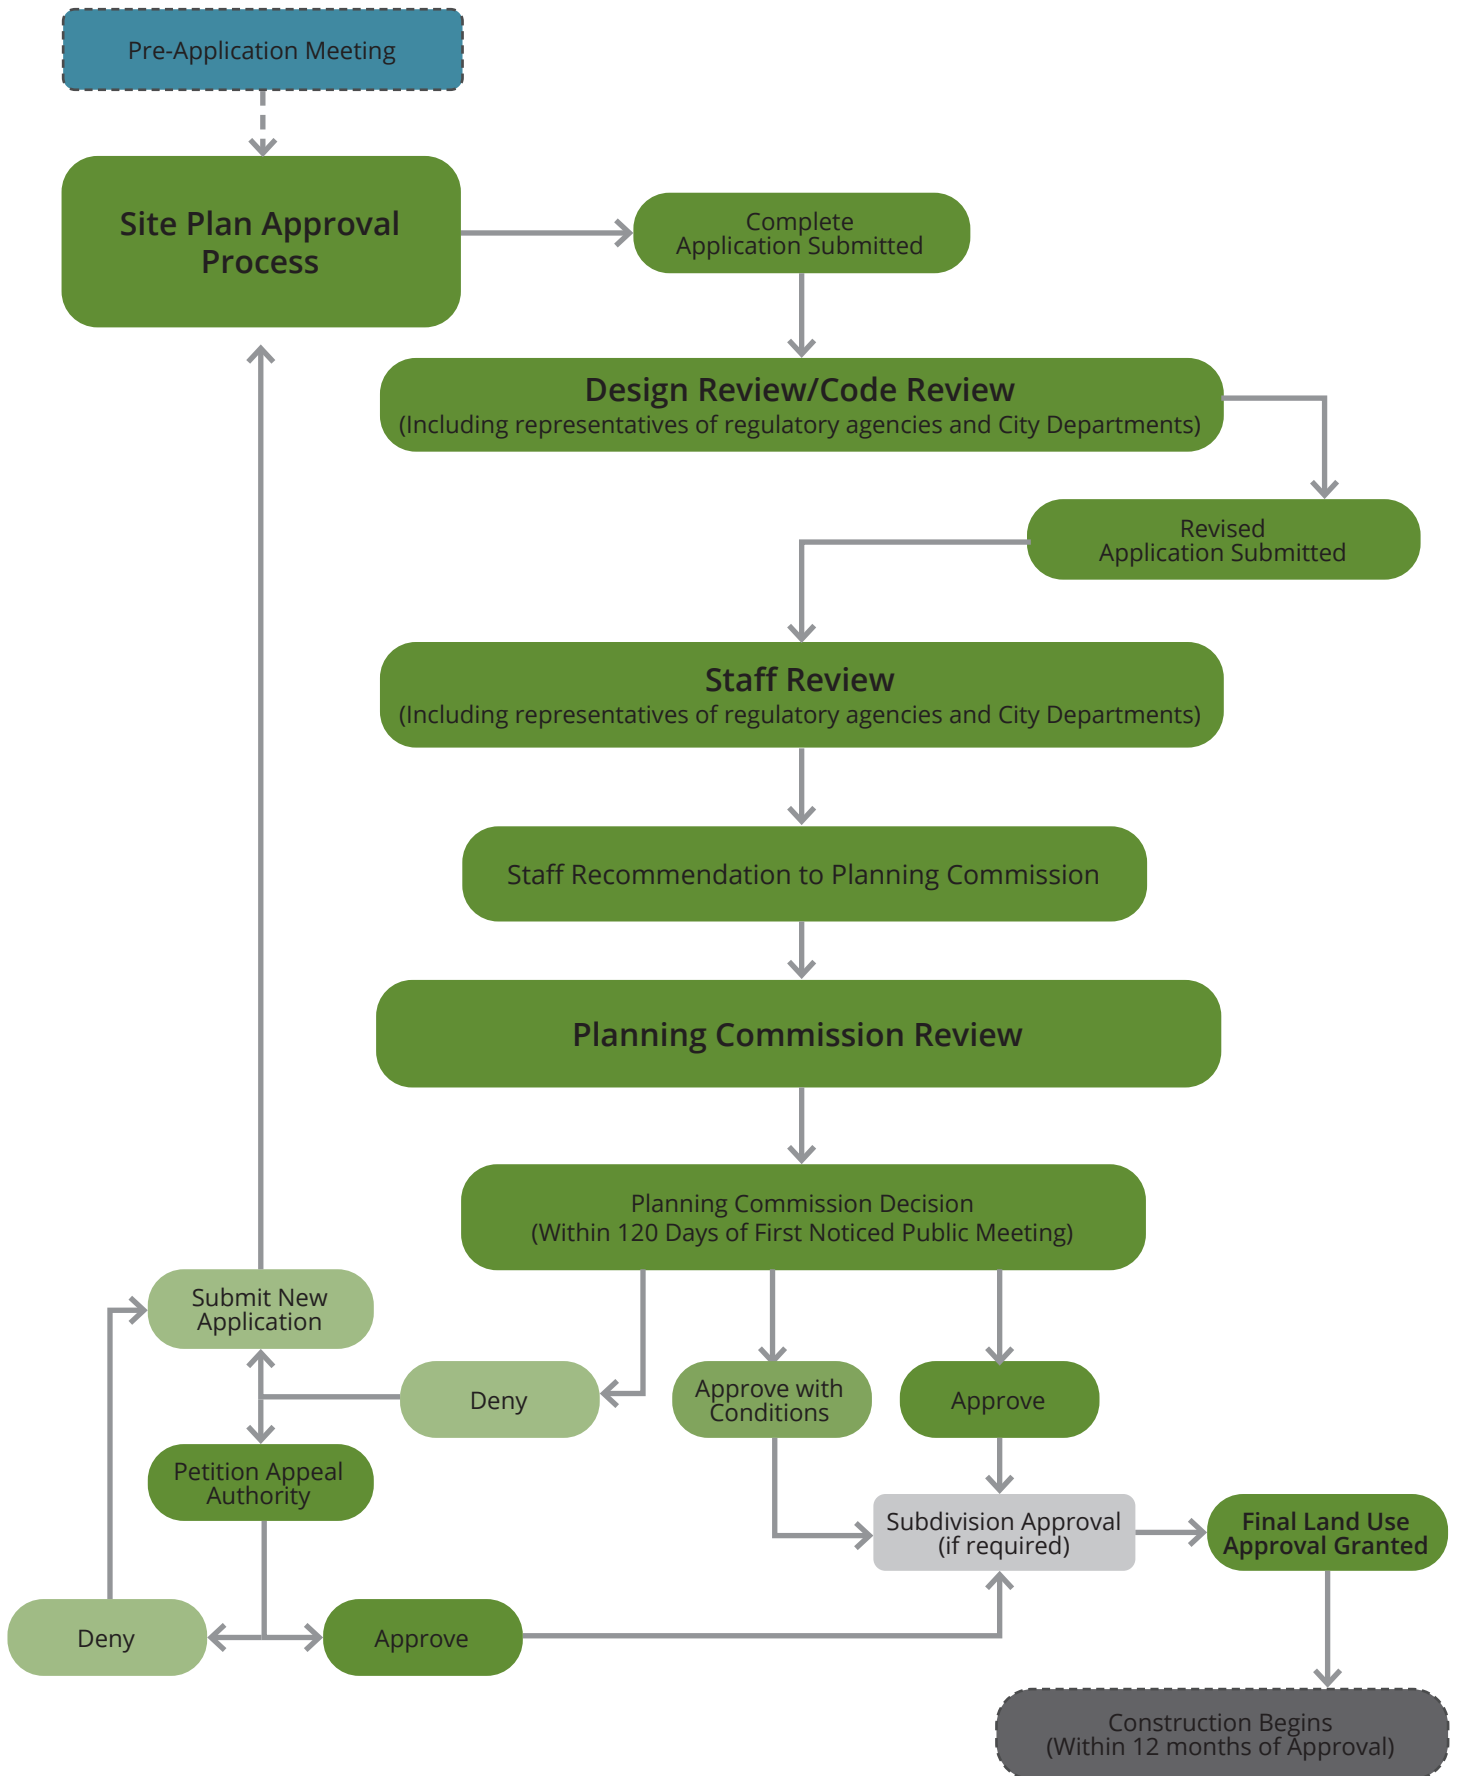 Pre-Application Meeting
Site Plan Approval
Process
Complete
Application Submitted
Design Review/Code Review
(Including representatives of regulatory agencies and City Departments)
Revised
Application Submitted
Staff Review
(Including representatives of regulatory agencies and City Departments)
Staff Recommendation to Planning Commission
Planning Commission Review
Planning Commission Decision
(Within 120 Days of First Noticed Public Meeting)
Submit New
Application
Deny
Approve with
Conditions
Approve
Petition Appeal
Authority
Subdivision Approval
(if required)
Final Land Use
Approval Granted
Deny
Approve
Construction Begins
(Within 12 months of Approval)